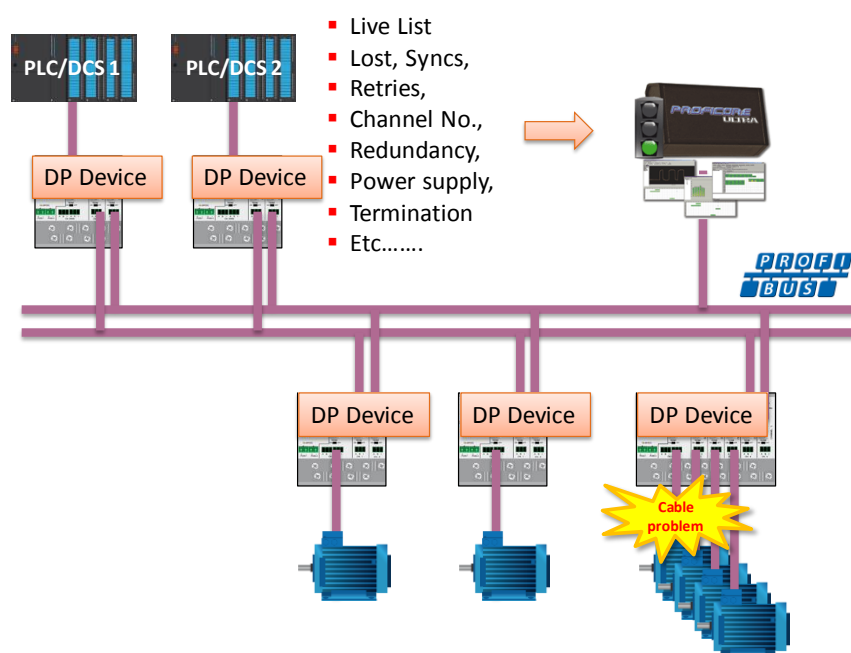 Live List
Lost, Syncs,
Retries,
Channel No.,
Redundancy,
Power supply,
Termination
Etc…….
PLC/DCS 1
PLC/DCS 2
PROFICORE
ULTRA
DP Device
DP Device
PROFI
BUS
DP Device
DP Device
DP Device
Cable
problem